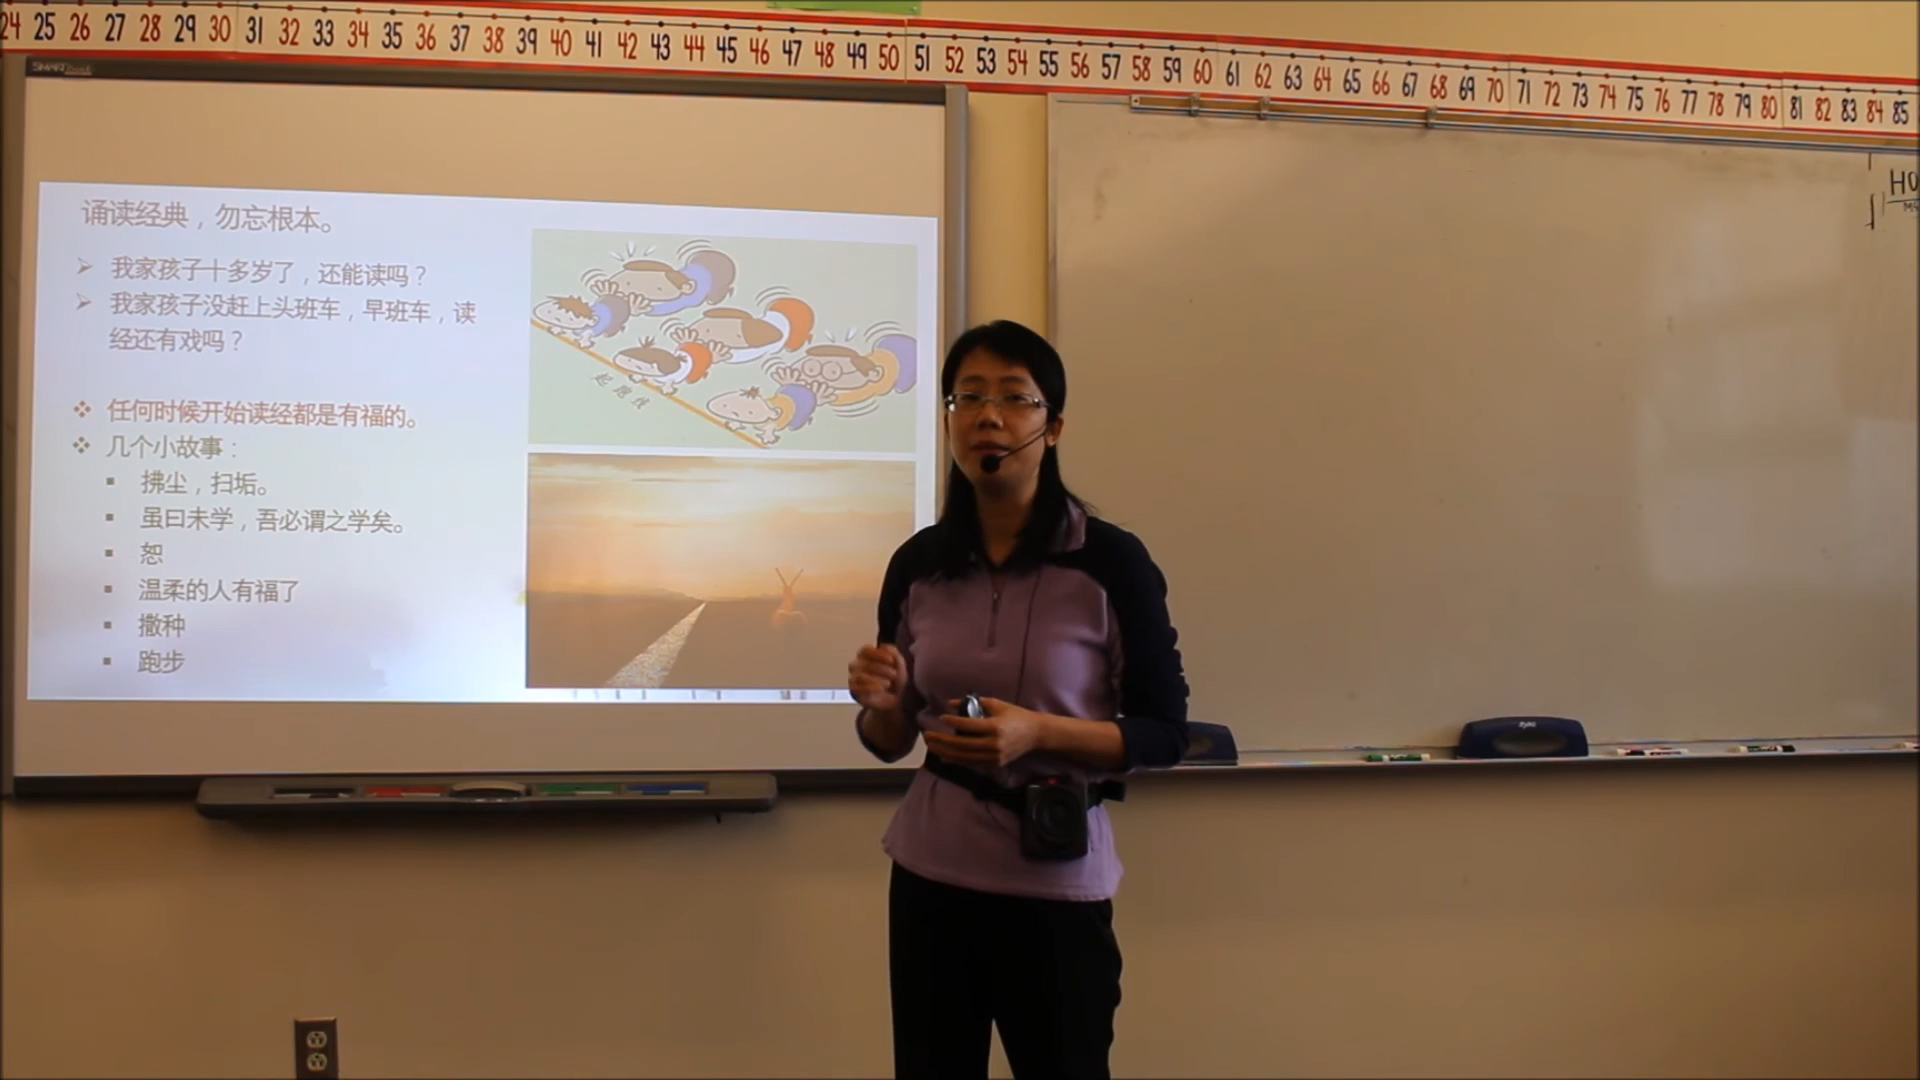 24 25 26 27 28 29 30 31 32 33 34 35 36 37 38 39 40 41 42 43 44 45 46 47 48 49 50 51 52 53 54 55 56 57 58 59 60 61 62 63 64 65 66 67 68 69 70 71 72 73 74 75 76 77 78 79 80 81 82 83 84 85
诵读经典，勿忘根本。
我家孩子十多岁了，还能读吗？
我家孩子没赶上头班车，早班车，读
经还有戏吗？
任何时候开始读经都是有福的。
几个小故事：
拂尘，扫垢。
虽曰未学，吾必谓之学矣。
恕
温柔的人有福了
撒种
跑步
起跑线
HO